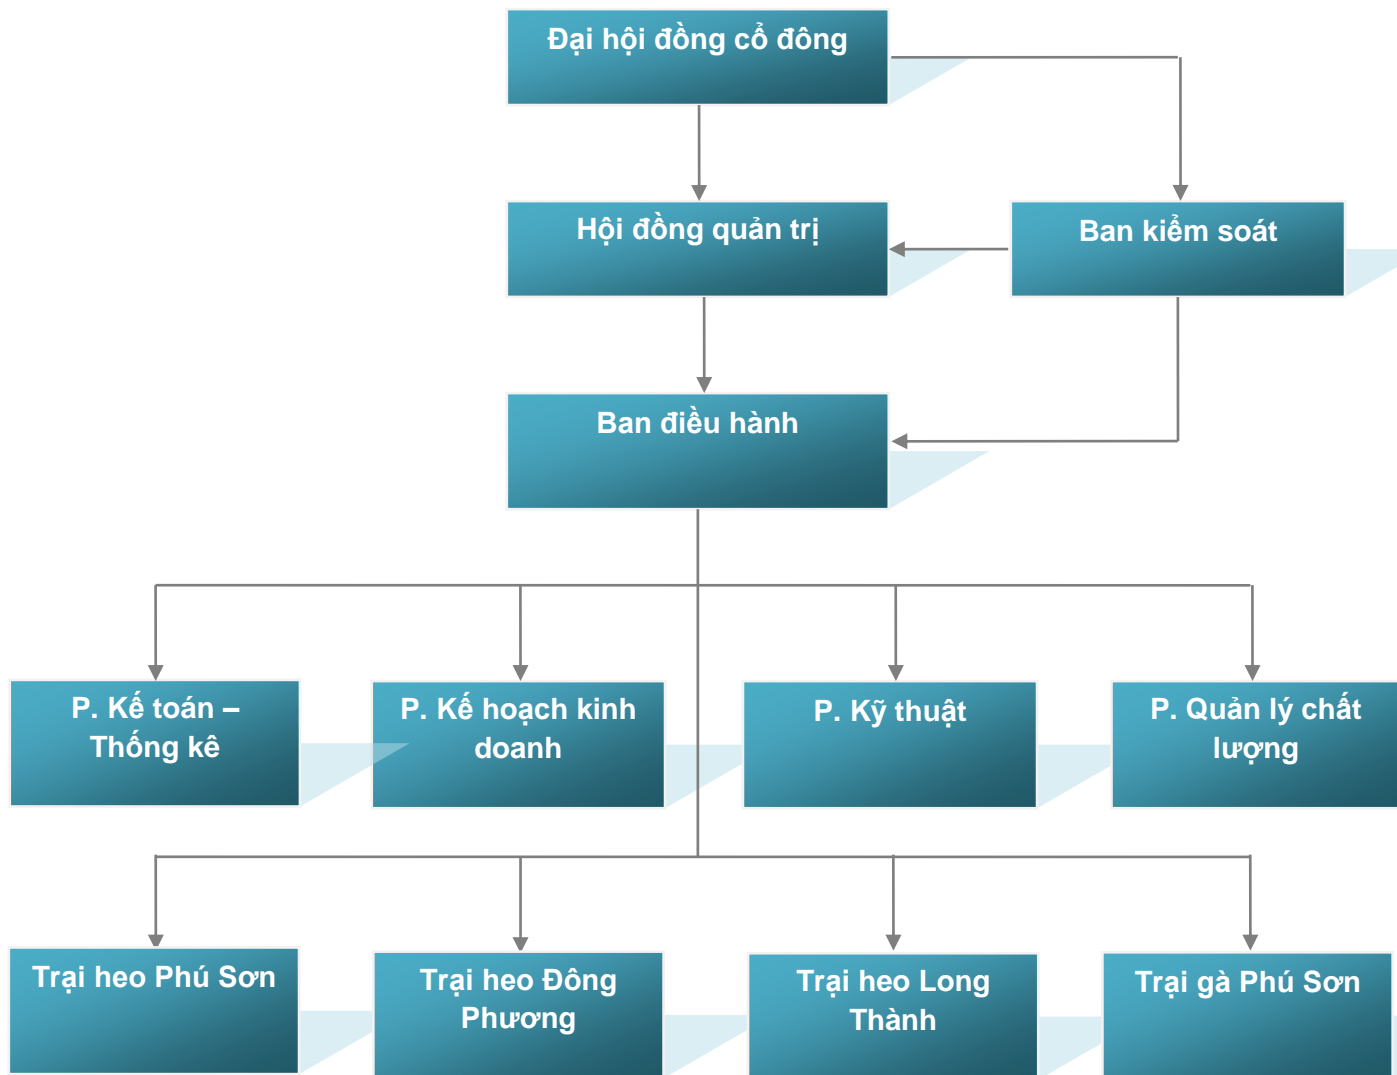 Đại hội đồng cổ đông
Hội đồng quản trị
Ban kiểm soát
Ban điều hành
P. Kế toán –
Thống kê
P. Kế hoạch kinh
doanh
P. Kỹ thuật
P. Quản lý chất
lượng
Trại heo Phú Sơn
Trại heo Đông
Phương
Trại heo Long
Thành
Trại gà Phú Sơn